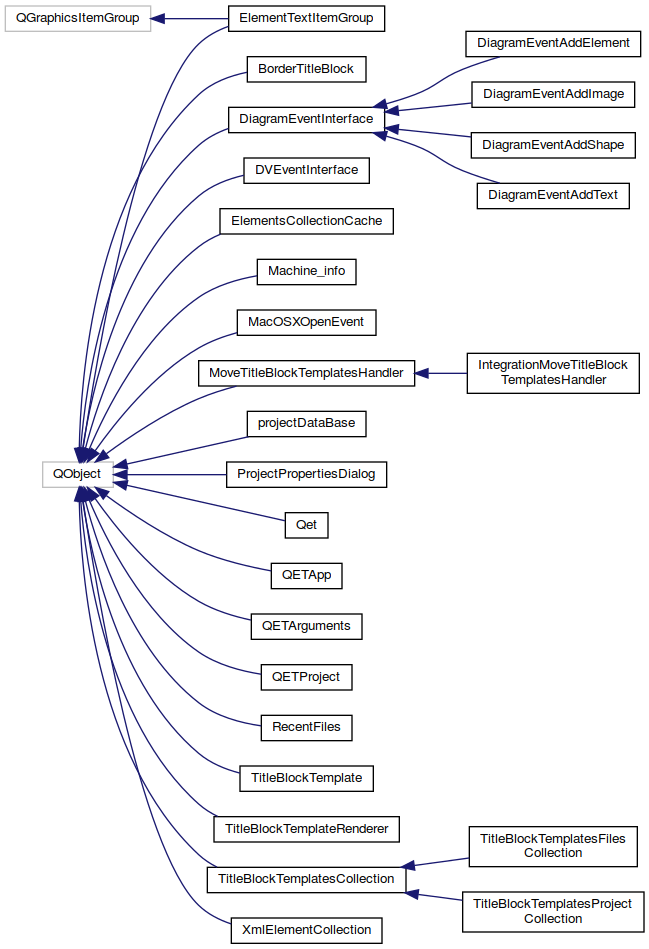 QGraphicsItemGroup
ElementTextItemGroup
DiagramEventAddElement
BorderTitleBlock
DiagramEventAddImage
DiagramEventInterface
DiagramEventAddShape
DVEventInterface
DiagramEventAddText
ElementsCollectionCache
Machine_info
MacOSXOpenEvent
MoveTitleBlockTemplatesHandler
IntegrationMoveTitleBlock
TemplatesHandler
projectDataBase
QObject
ProjectPropertiesDialog
Qet
QETApp
QETArguments
QETProject
RecentFiles
TitleBlockTemplate
TitleBlockTemplateRenderer
TitleBlockTemplatesFiles
Collection
TitleBlockTemplatesCollection
TitleBlockTemplatesProject
Collection
XmlElementCollection